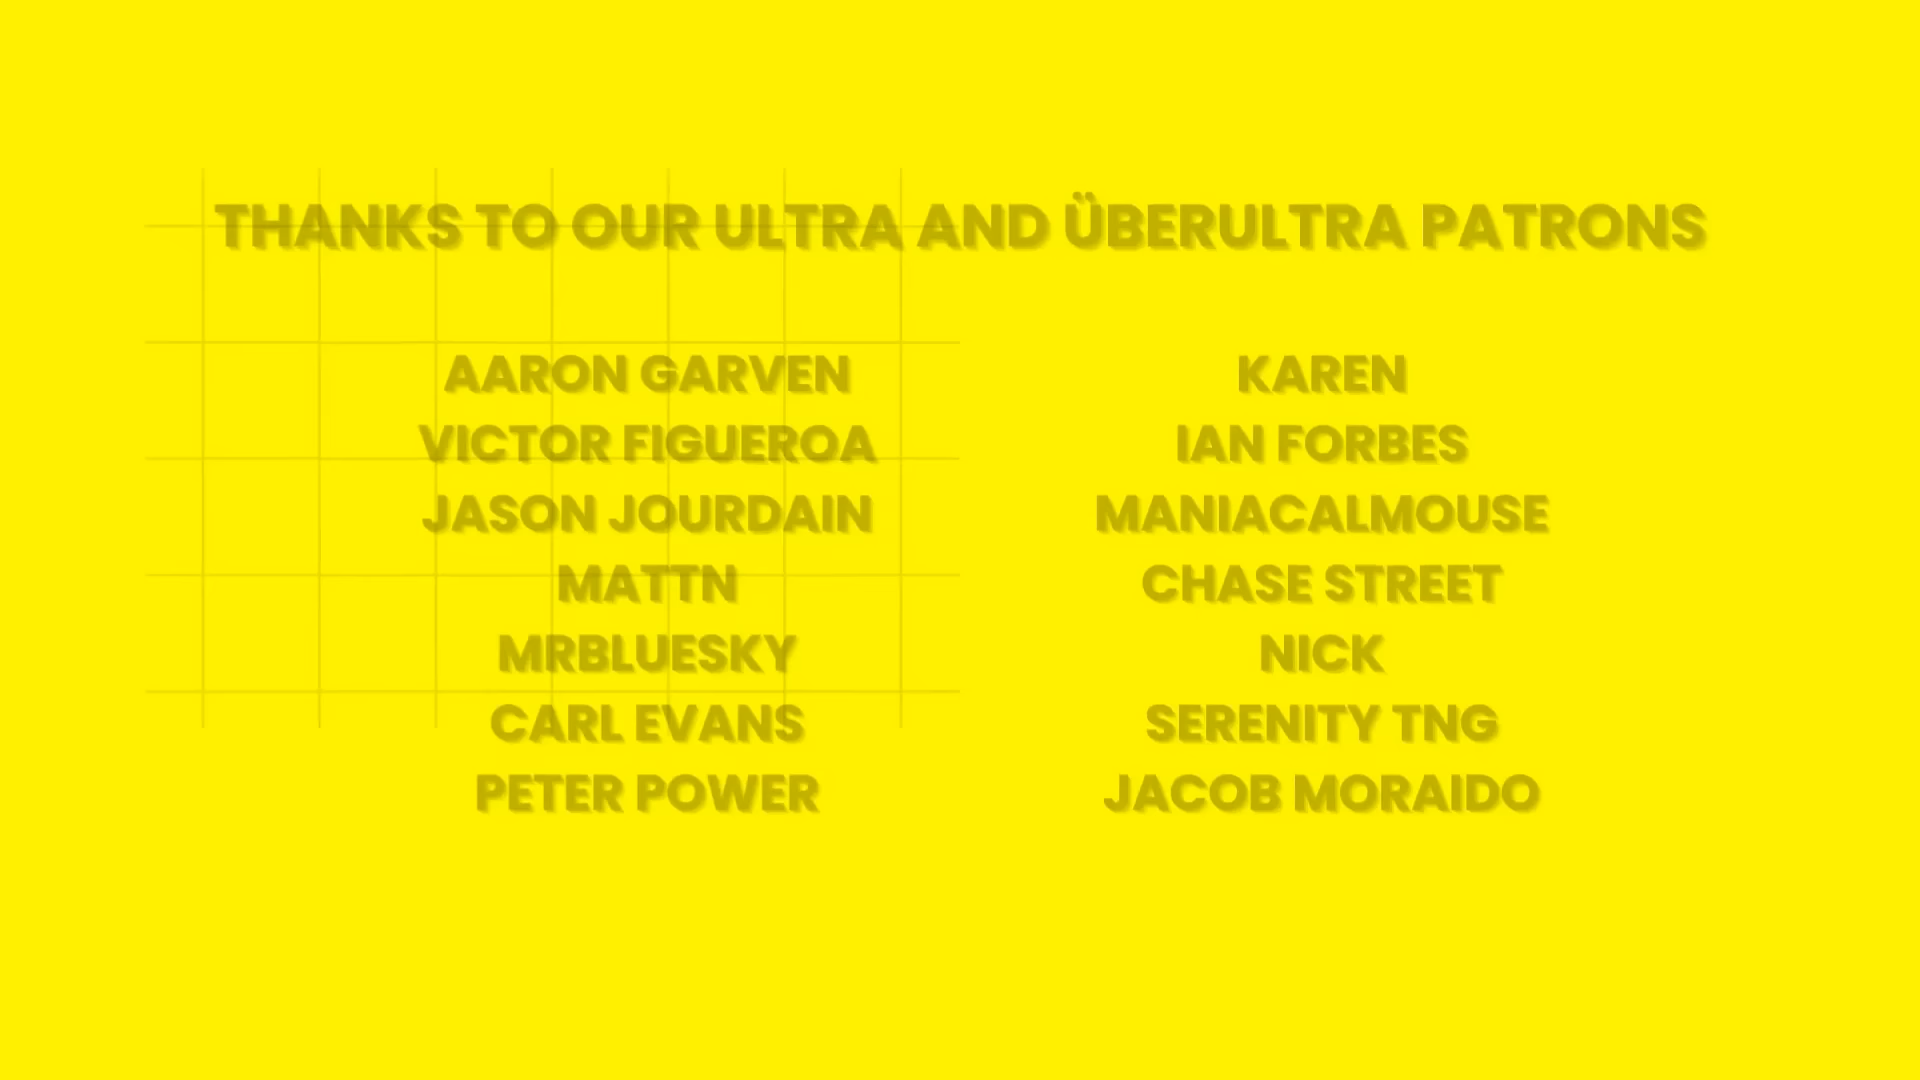 THANKS TO OUR ULTRA AND ÜBERULTRA PATRONS
AARON GARVEN
VICTOR FIGUEROA
JASON JOURDAIN
MATTN
MRBLUESKY
CARL EVANS
PETER POWER
KAREN
IAN FORBES
MANIACALMOUSE
CHASE STREET
NICK
SERENITY TNG
JACOB MORAIDO